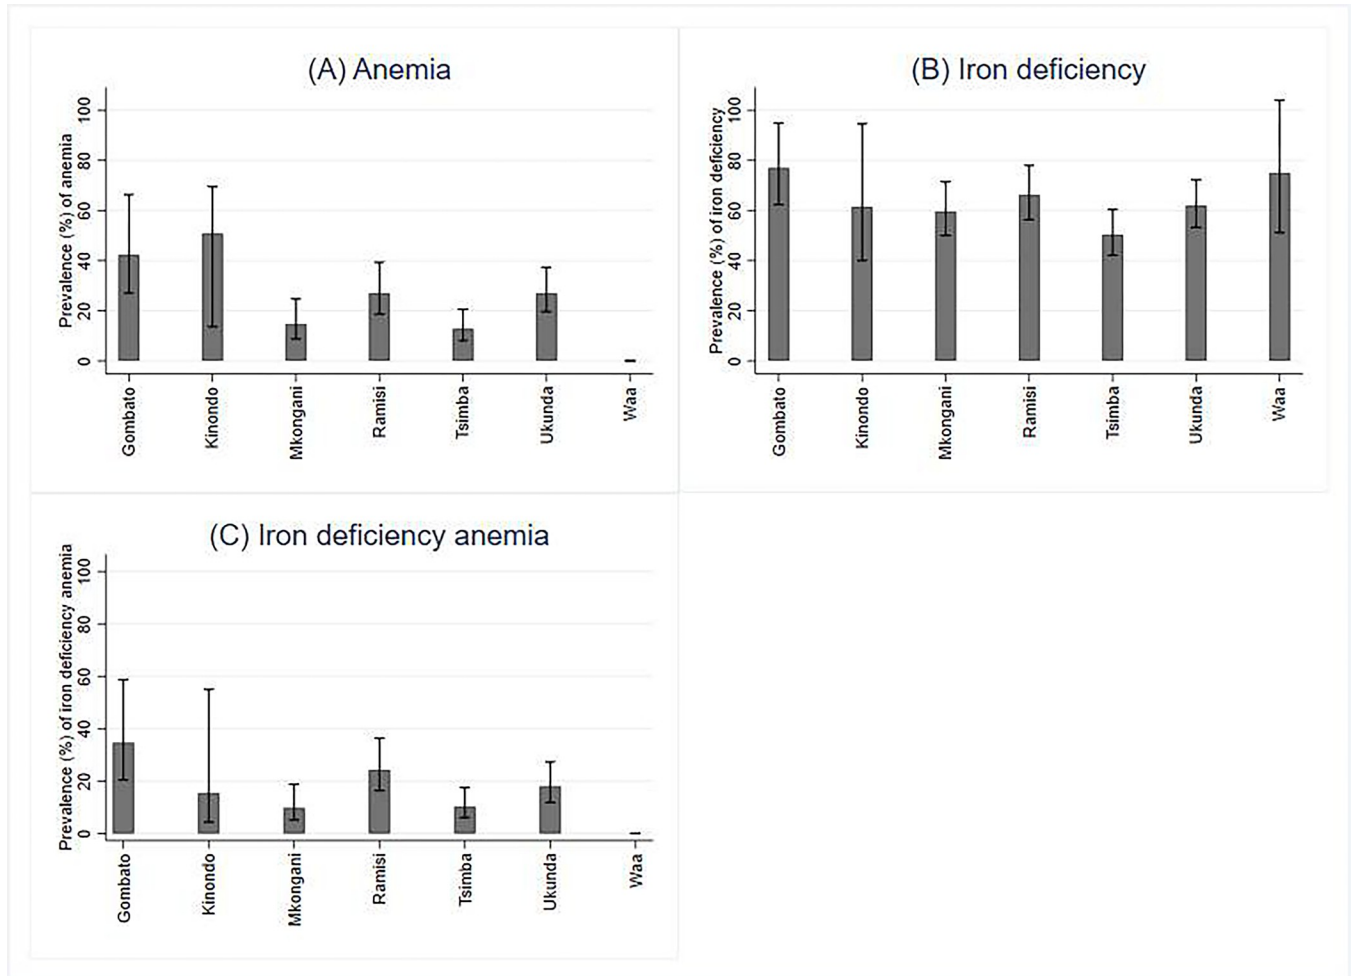 (A) Anemia
Prevalence (%) of anemia
100
80
60
40
20
0
Gombato
Kinondo
Mkongani
Ramisi
Tsimba
Ukunda
Waa
(B) Iron deficiency
Prevalence (%) of iron deficiency
100
80
60
40
20
0
Gombato
Kinondo
Mkongani
Ramisi
Tsimba
Ukunda
Waa
(C) Iron deficiency anemia
Prevalence (%) of iron deficiency anemia
100
80
60
40
20
0
Gombato
Kinondo
Mkongani
Ramisi
Tsimba
Ukunda
Waa